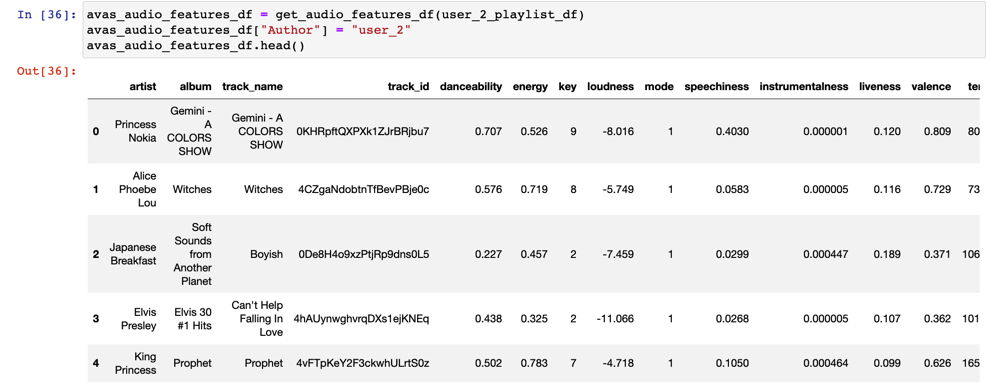 In [36]: avas_audio_features_df = get_audio_features_df(user_2_playlist_df)
avas_audio_features_df["Author"] = "user_2"
avas_audio_features_df.head()
Out[36]:
artist album track_name track_id danceability energy key loudness mode speechiness instrumentalness liveness valence te
0 Princess Nokia Gemini - A COLORS SHOW Gemini - A COLORS SHOW 0KHRpftQXPXk1ZJrBRjbu7 0.707 0.526 9 -8.016 1 0.4030 0.000001 0.120 0.809 80
1 Alice Phoebe Lou Witches Witches 4CZgaNdobtnTfBevPBje0c 0.576 0.719 8 -5.749 1 0.0583 0.000005 0.116 0.729 73
2 Japanese Breakfast Soft Sounds from Another Planet Boyish 0De8H4o9xzPtjRp9dns0L5 0.227 0.457 2 -7.459 1 0.0299 0.000447 0.189 0.371 106
3 Elvis Presley Elvis 30 #1 Hits Can't Help Falling In Love 4hAUynwghvrqDXs1ejKNEq 0.438 0.325 2 -11.066 1 0.0268 0.000005 0.107 0.362 101
4 King Princess Prophet Prophet 4vFTpKeY2F3ckwhULrtS0z 0.502 0.783 7 -4.718 1 0.1050 0.000464 0.099 0.626 165